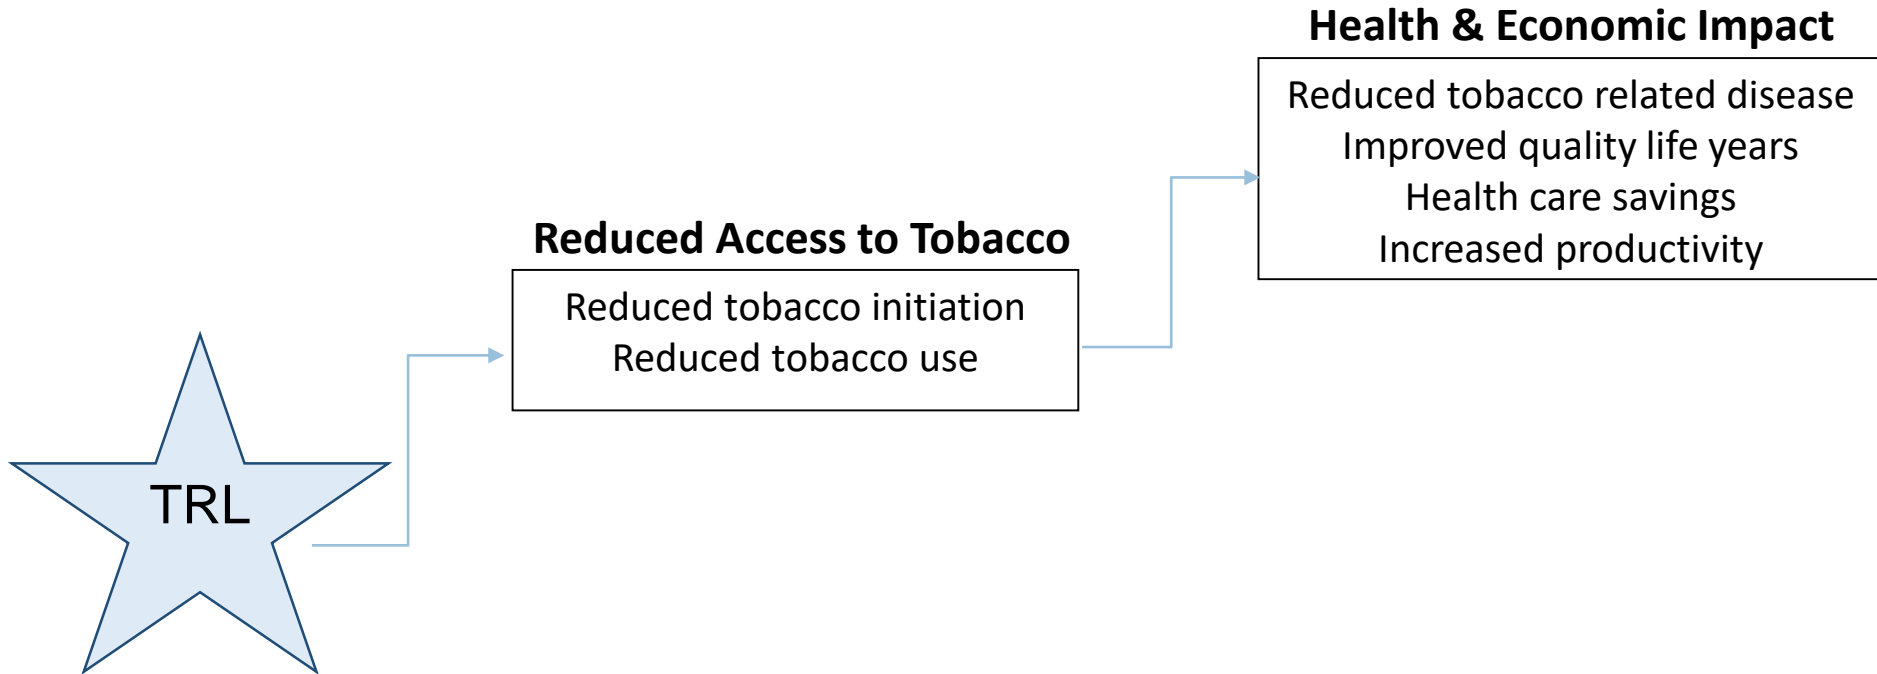 Health & Economic Impact
Reduced tobacco related disease
Improved quality life years
Health care savings
Increased productivity
Reduced Access to Tobacco
Reduced tobacco initiation
Reduced tobacco use
TRL